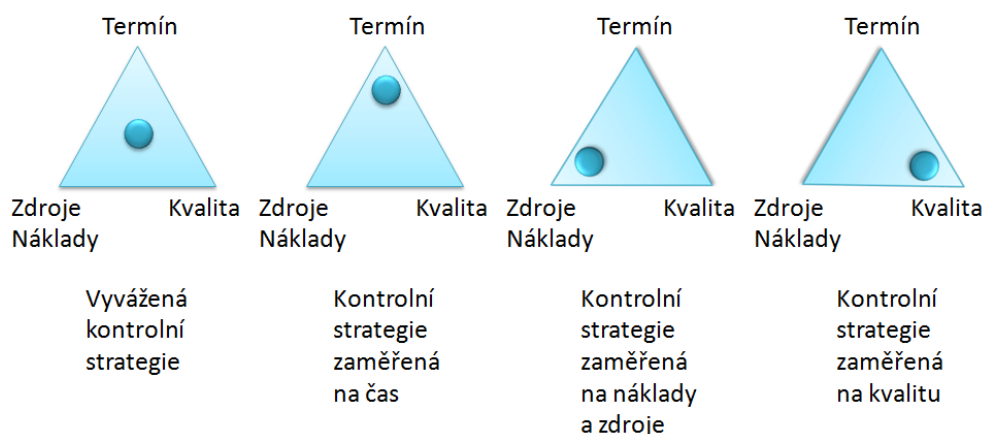 Termín
Zdroje Kvalita
Náklady
Vyvážená
kontrolní
strategie
Termín
Zdroje Kvalita
Náklady
Kontrolní
strategie
zaměřená
na čas
Termín
Zdroje Kvalita
Náklady
Kontrolní
strategie
zaměřená
na náklady
a zdroje
Termín
Zdroje Kvalita
Náklady
Kontrolní
strategie
zaměřená
na kvalitu